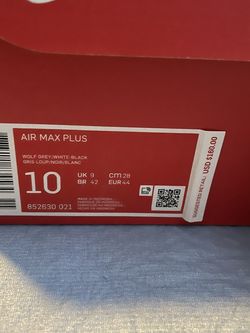 AIR MAX PLUS
WOLF GREY/WHITE-BLACK
GRIS LOUP/NOIR/BLANC
10
UK 9
CM 28
BR 42
EUR 44
852630 021
SUGGESTED RETAIL USD $160.00